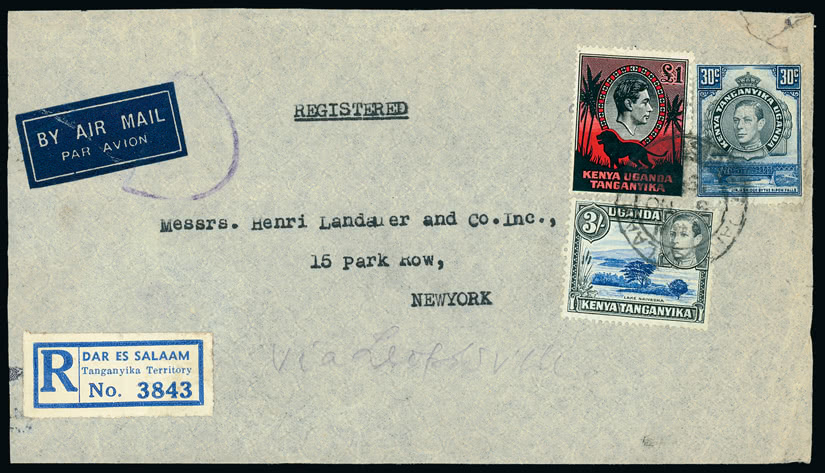 BY AIR MAIL
PAR AVION
REGISTERED
£1
KENYA UGANDA
TANGANYIKA
30c 30c
KENYA TANGANYIKA UGANDA
Messrs. Henri Landauer and Co.Inc.,
15 Park Row,
NEWYORK
3/- UGANDA
LAKE NAIVASHA
KENYA TANGANYIKA
via
R
DAR ES SALAAM
Tanganyika Territory
No. 3843